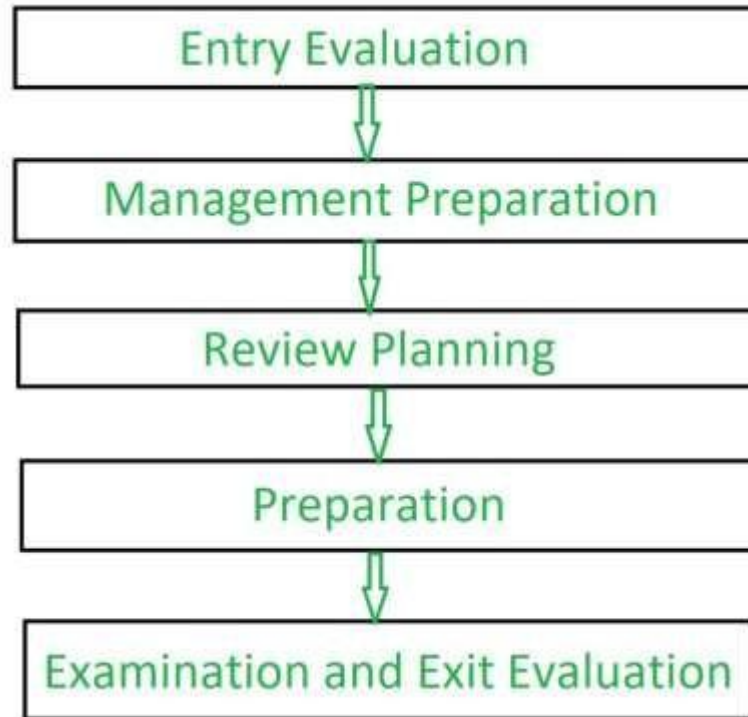 Entry Evaluation
Management Preparation
Review Planning
Preparation
Examination and Exit Evaluation